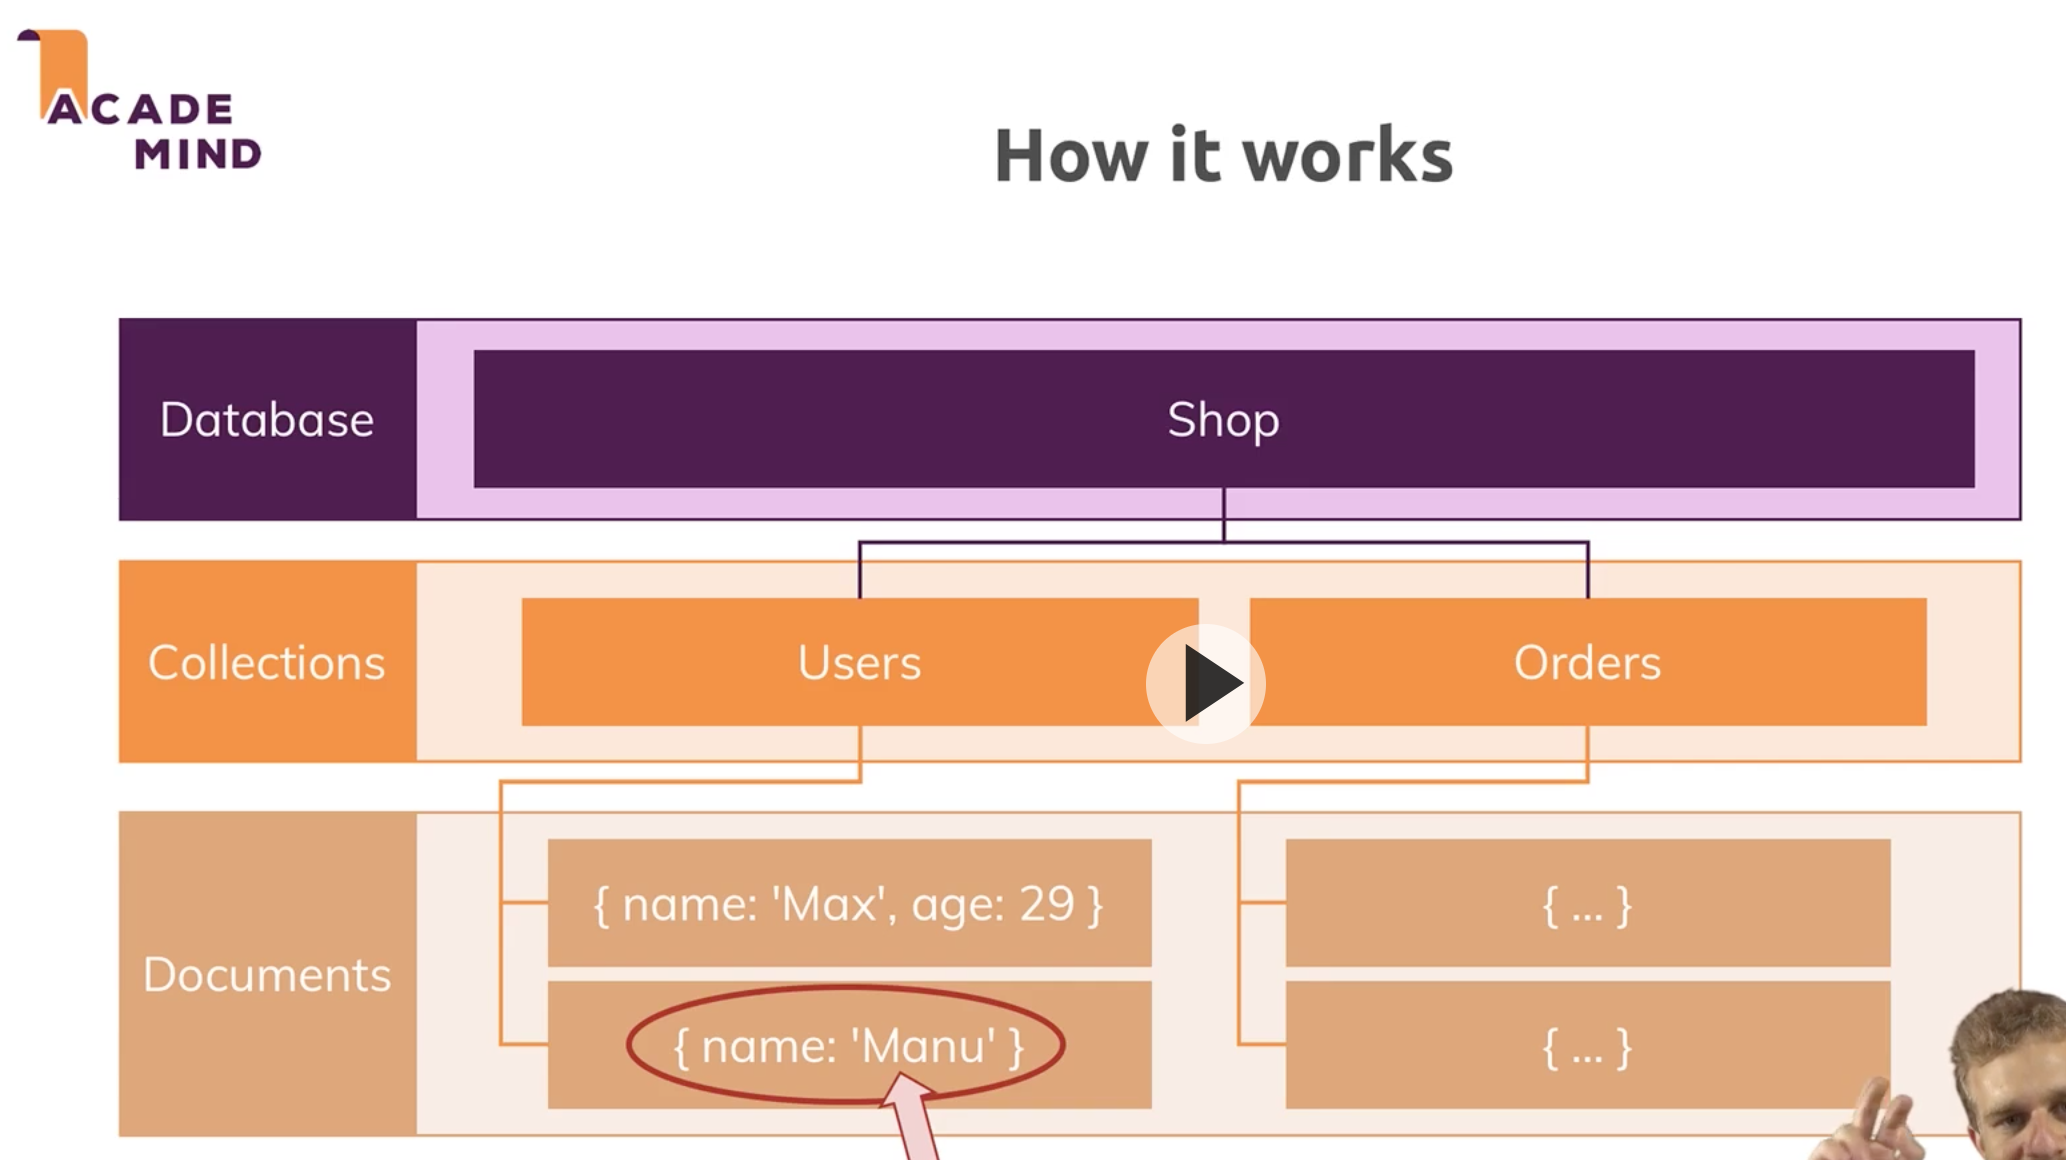 ACADE
MIND
How it works
Database
Shop
Collections
Users
Orders
Documents
{ name: 'Max', age: 29 }
{ ... }
{ name: 'Manu' }
{ ... }